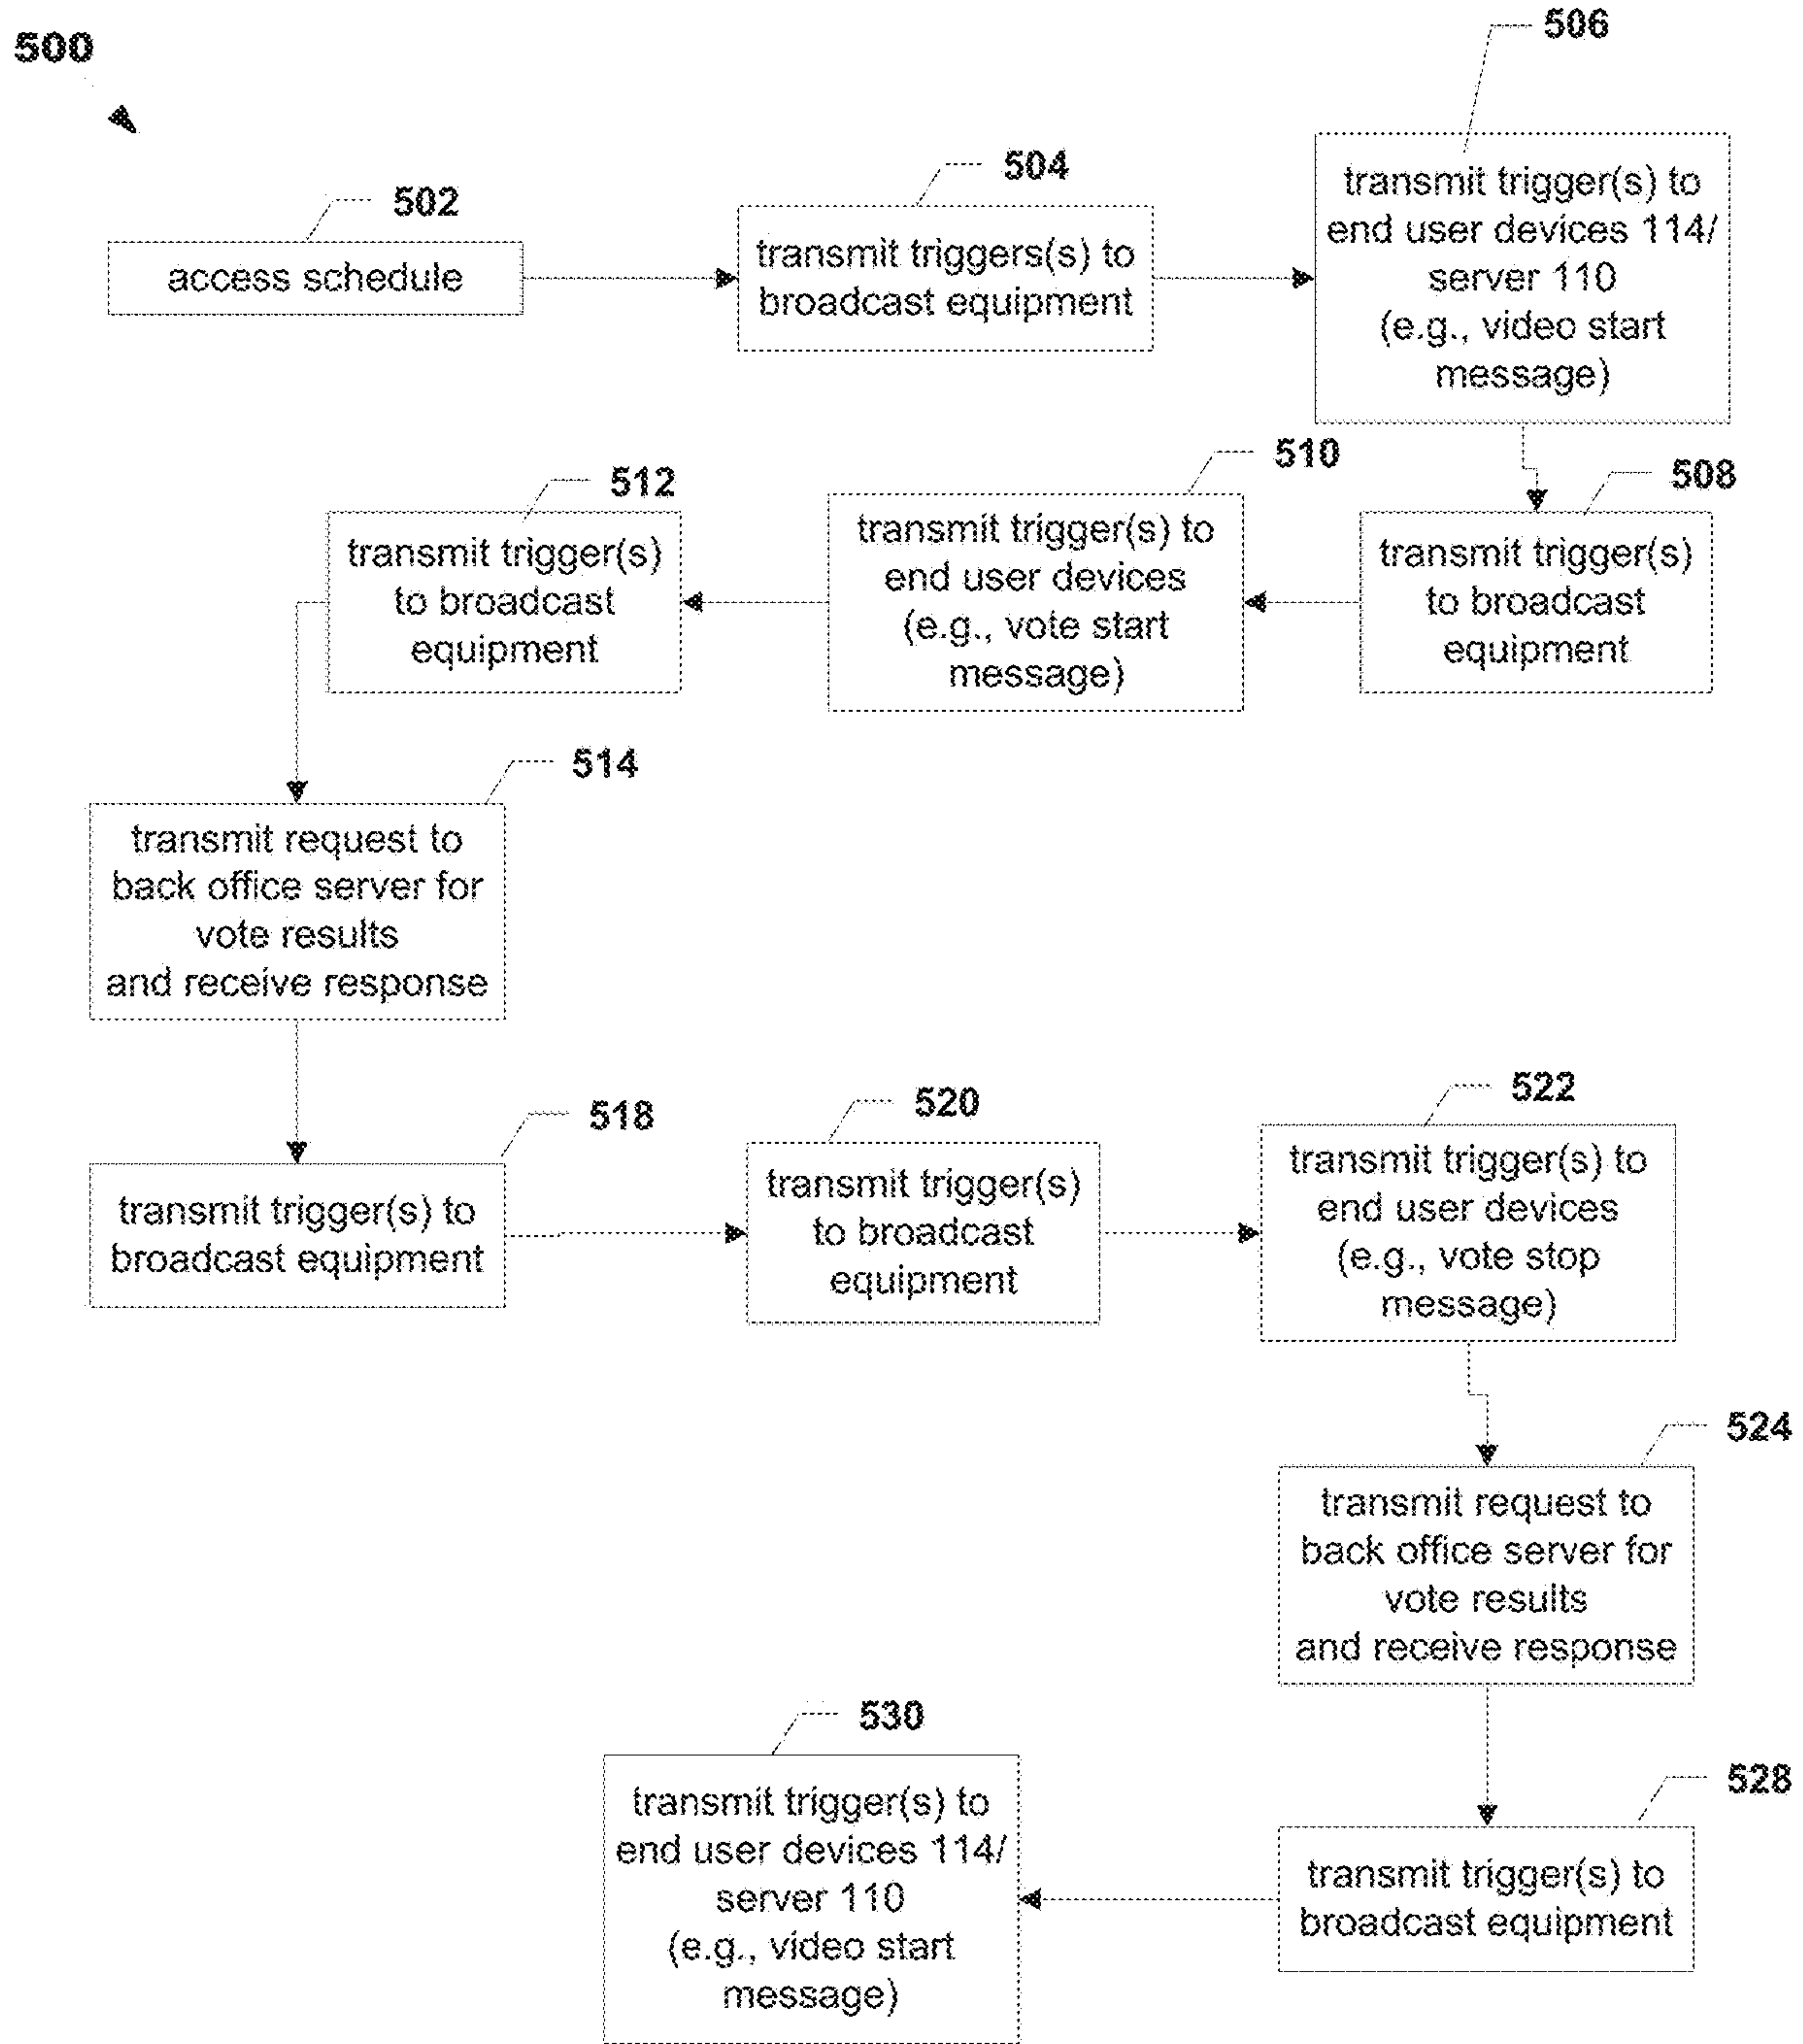 500
502
access schedule
504
transmit triggers(s) to
broadcast equipment
506
transmit trigger(s) to
end user devices 114/
server 110
(e.g., video start
message)
508
transmit trigger(s)
to broadcast
equipment
510
transmit trigger(s) to
end user devices
(e.g., vote start
message)
512
transmit trigger(s)
to broadcast
equipment
514
transmit request to
back office server for
vote results
and receive response
518
transmit trigger(s) to
broadcast equipment
520
transmit trigger(s)
to broadcast
equipment
522
transmit trigger(s) to
end user devices
(e.g., vote stop
message)
524
transmit request to
back office server for
vote results
and receive response
528
transmit trigger(s) to
broadcast equipment
530
transmit trigger(s) to
end user devices 114/
server 110
(e.g., video start
message)